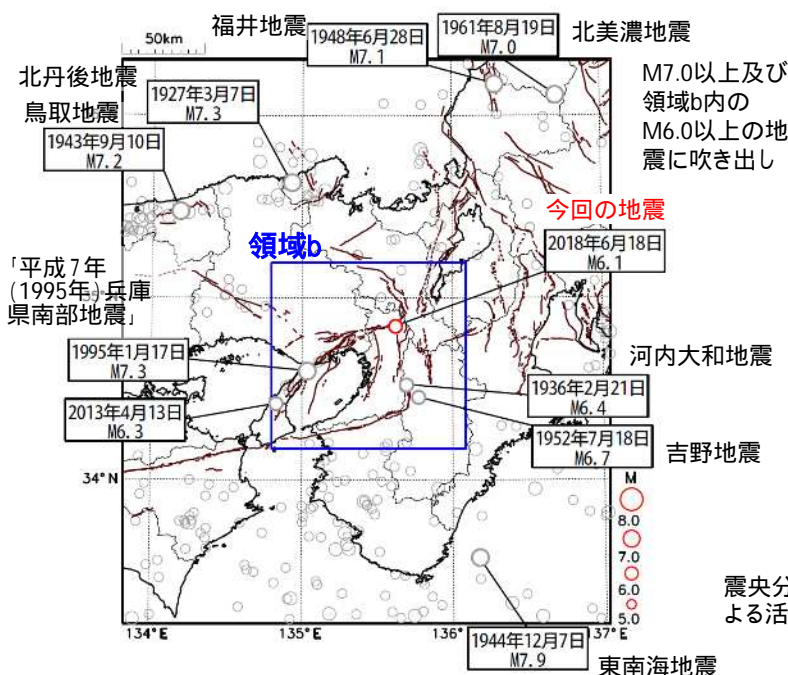 50km
福井地震
1948年6月28日
M7.1
1961年8月19日
M7.0
北美濃地震
北丹後地震
1927年3月7日
M7.3
鳥取地震
1943年9月10日
M7.2
M7.0以上及び
領域b内の
M6.0以上の地
震に吹き出し
今回の地震
2018年6月18日
M6.1
領域b
「平成7年
(1995年)兵庫
県南部地震」
1995年1月17日
M7.3
2013年4月13日
M6.3
河内大和地震
1936年2月21日
M6.4
1952年7月18日
M6.7
吉野地震
34°N
M
8.0
7.0
6.0
5.0
震央分
よる活
134°E
135°E
136°E
137°E
1944年12月7日
M7.9
東南海地震